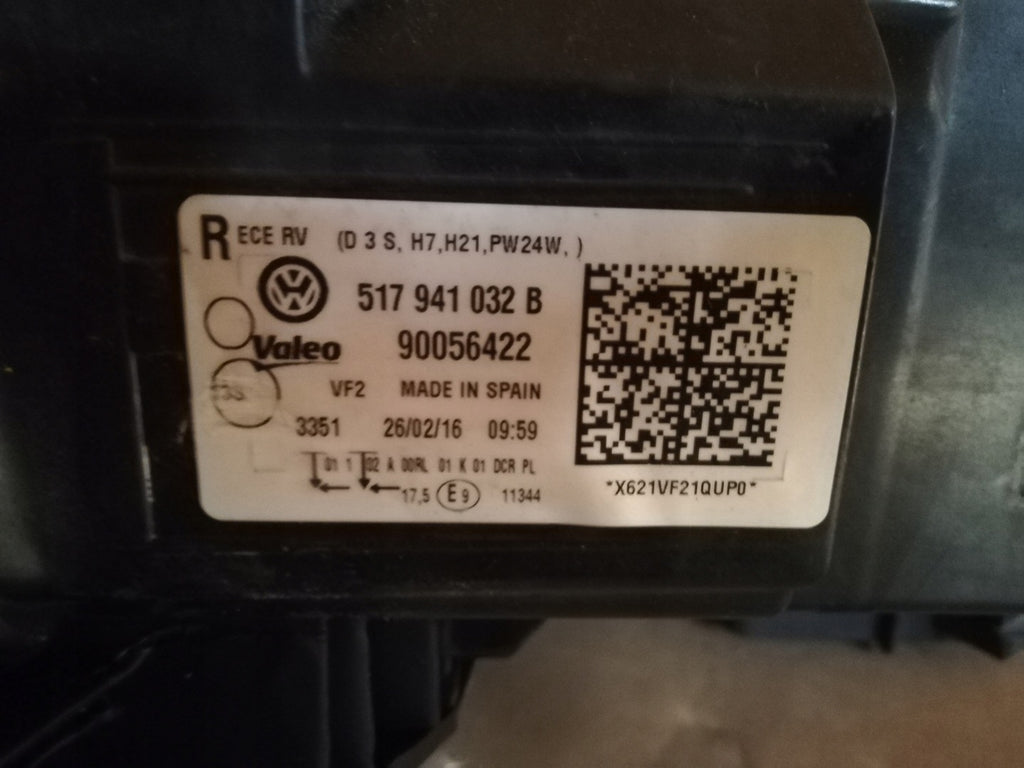 R ECE RV (D 3 S, H7,H21,PW24W, )
517 941 032 B
Valeo 90056422
VF2 MADE IN SPAIN
3351 26/02/16 09:59
01 1 02 A 00RL 01 K 01 DCR PL
17,5 E9 11344
*X621VF21QUP0*